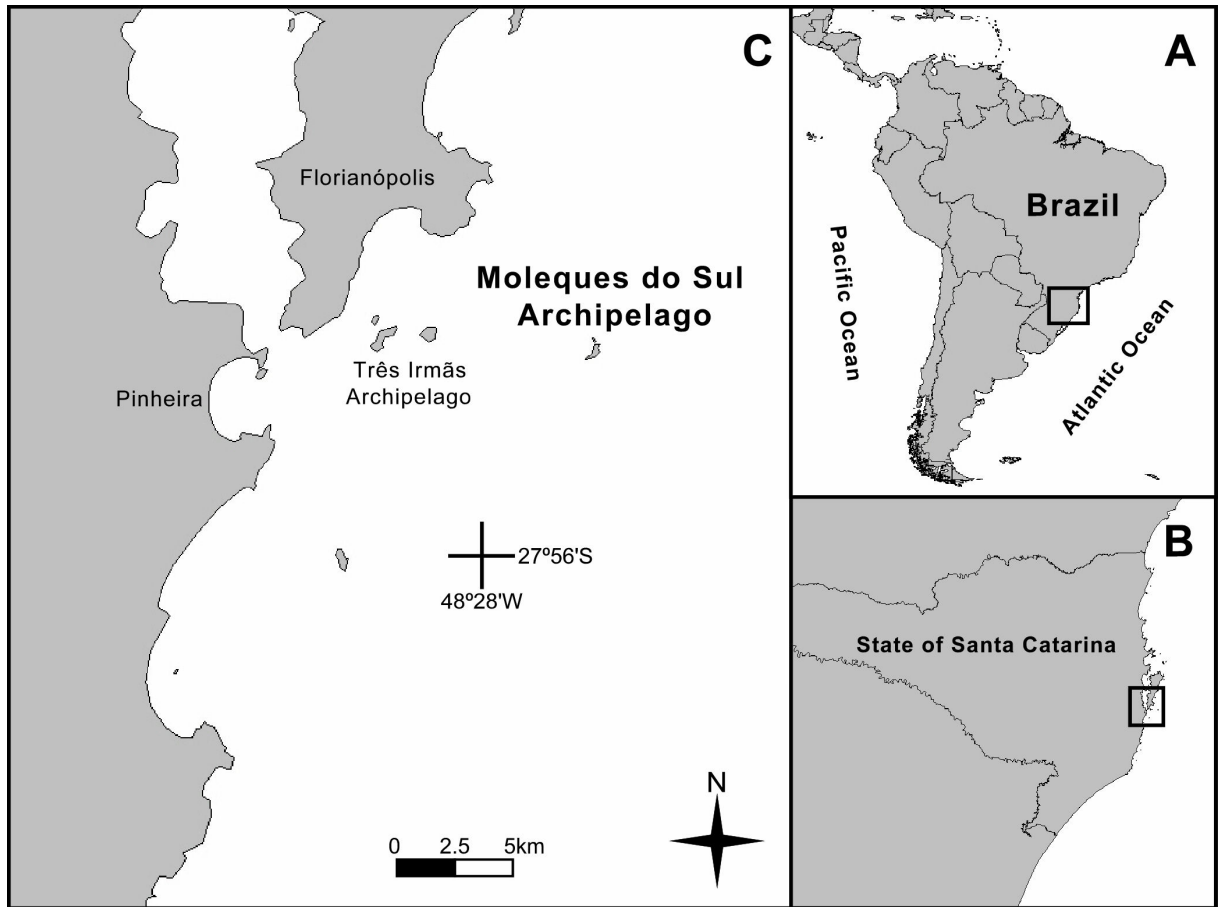 C
Florianópolis
Moleques do Sul
Archipelago
Três Irmãs
Archipelago
Pinheira
27º56'S
48º28'W
N
0 2.5 5km
A
Brazil
Pacific Ocean
Atlantic Ocean
B
State of Santa Catarina